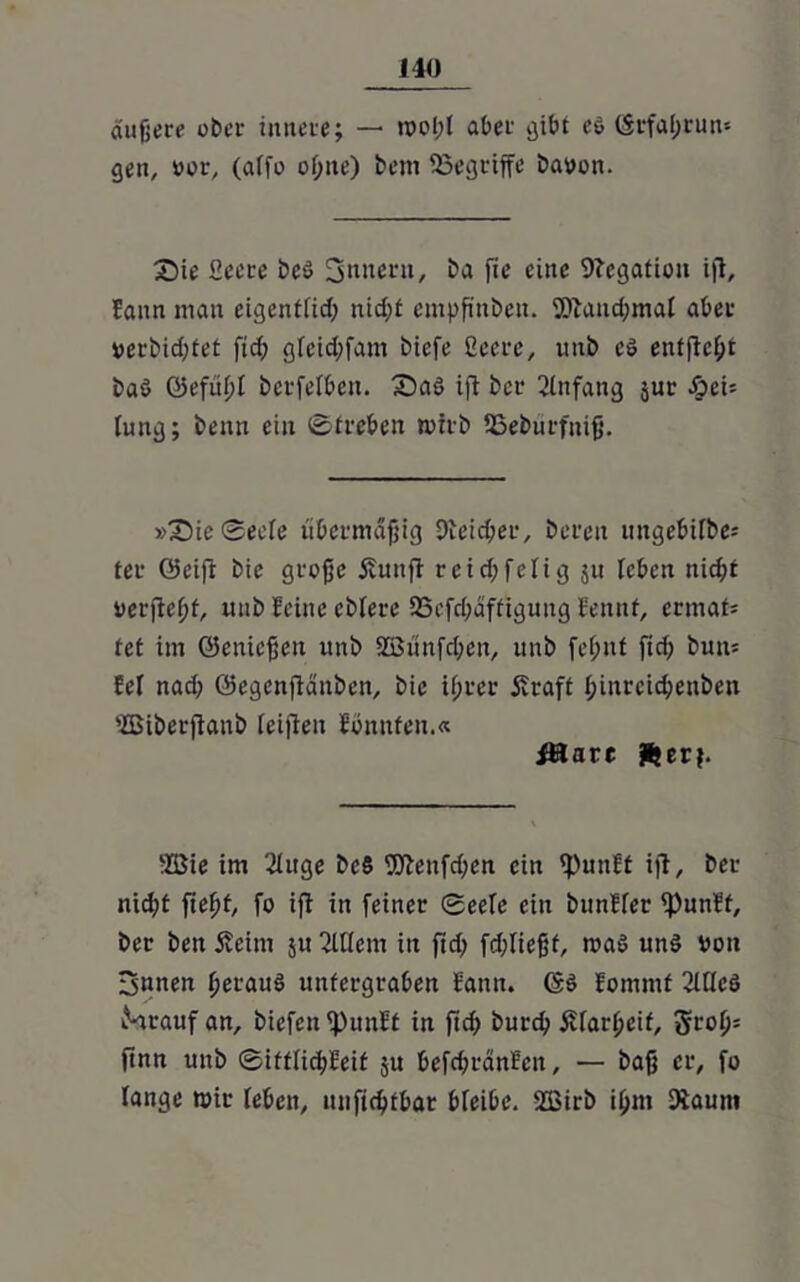 140
äußere oder innere; — wohl aber gibt es Erfahrun-
gen, vor, (also ohne) dem Begriffe davon.
Die Leere des Innern, da sie eine Negation ist,
kann man eigentlich nicht empfinden. Manchmal aber
verdichtet sich gleichsam diese Leere, und es entsteht
das Gefühl derselben. Das ist der Anfang zur Hei-
lung; denn ein Streben wird Bedürfniß.
»Die Seele übermäßig Reicher, deren ungebilde-
ter Geist die große Kunst reichselig zu leben nicht
versteht, und keine edlere Beschäftigung kennt, ermat-
tet im Genießen und Wünschen, und sehnt sich dun-
kel nach Gegenständen, die ihrer Kraft hinreichenden
Widerstand leisten könnten.«
Marc Herz.
Wie im Auge des Menschen ein Punkt ist, der
nicht sieht, so ist in seiner Seele ein dunkler Punkt,
der den Keim zu Allem in sich schließt, was uns von
Innen heraus untergraben kann. Es kommt Alles
darauf an, diesen Punkt in sich durch Klarheit, Froh-
sinn und Sittlichkeit zu beschränken, — daß er, so
lange wir leben, unsichtbar bleibe. Wird ihm Raum